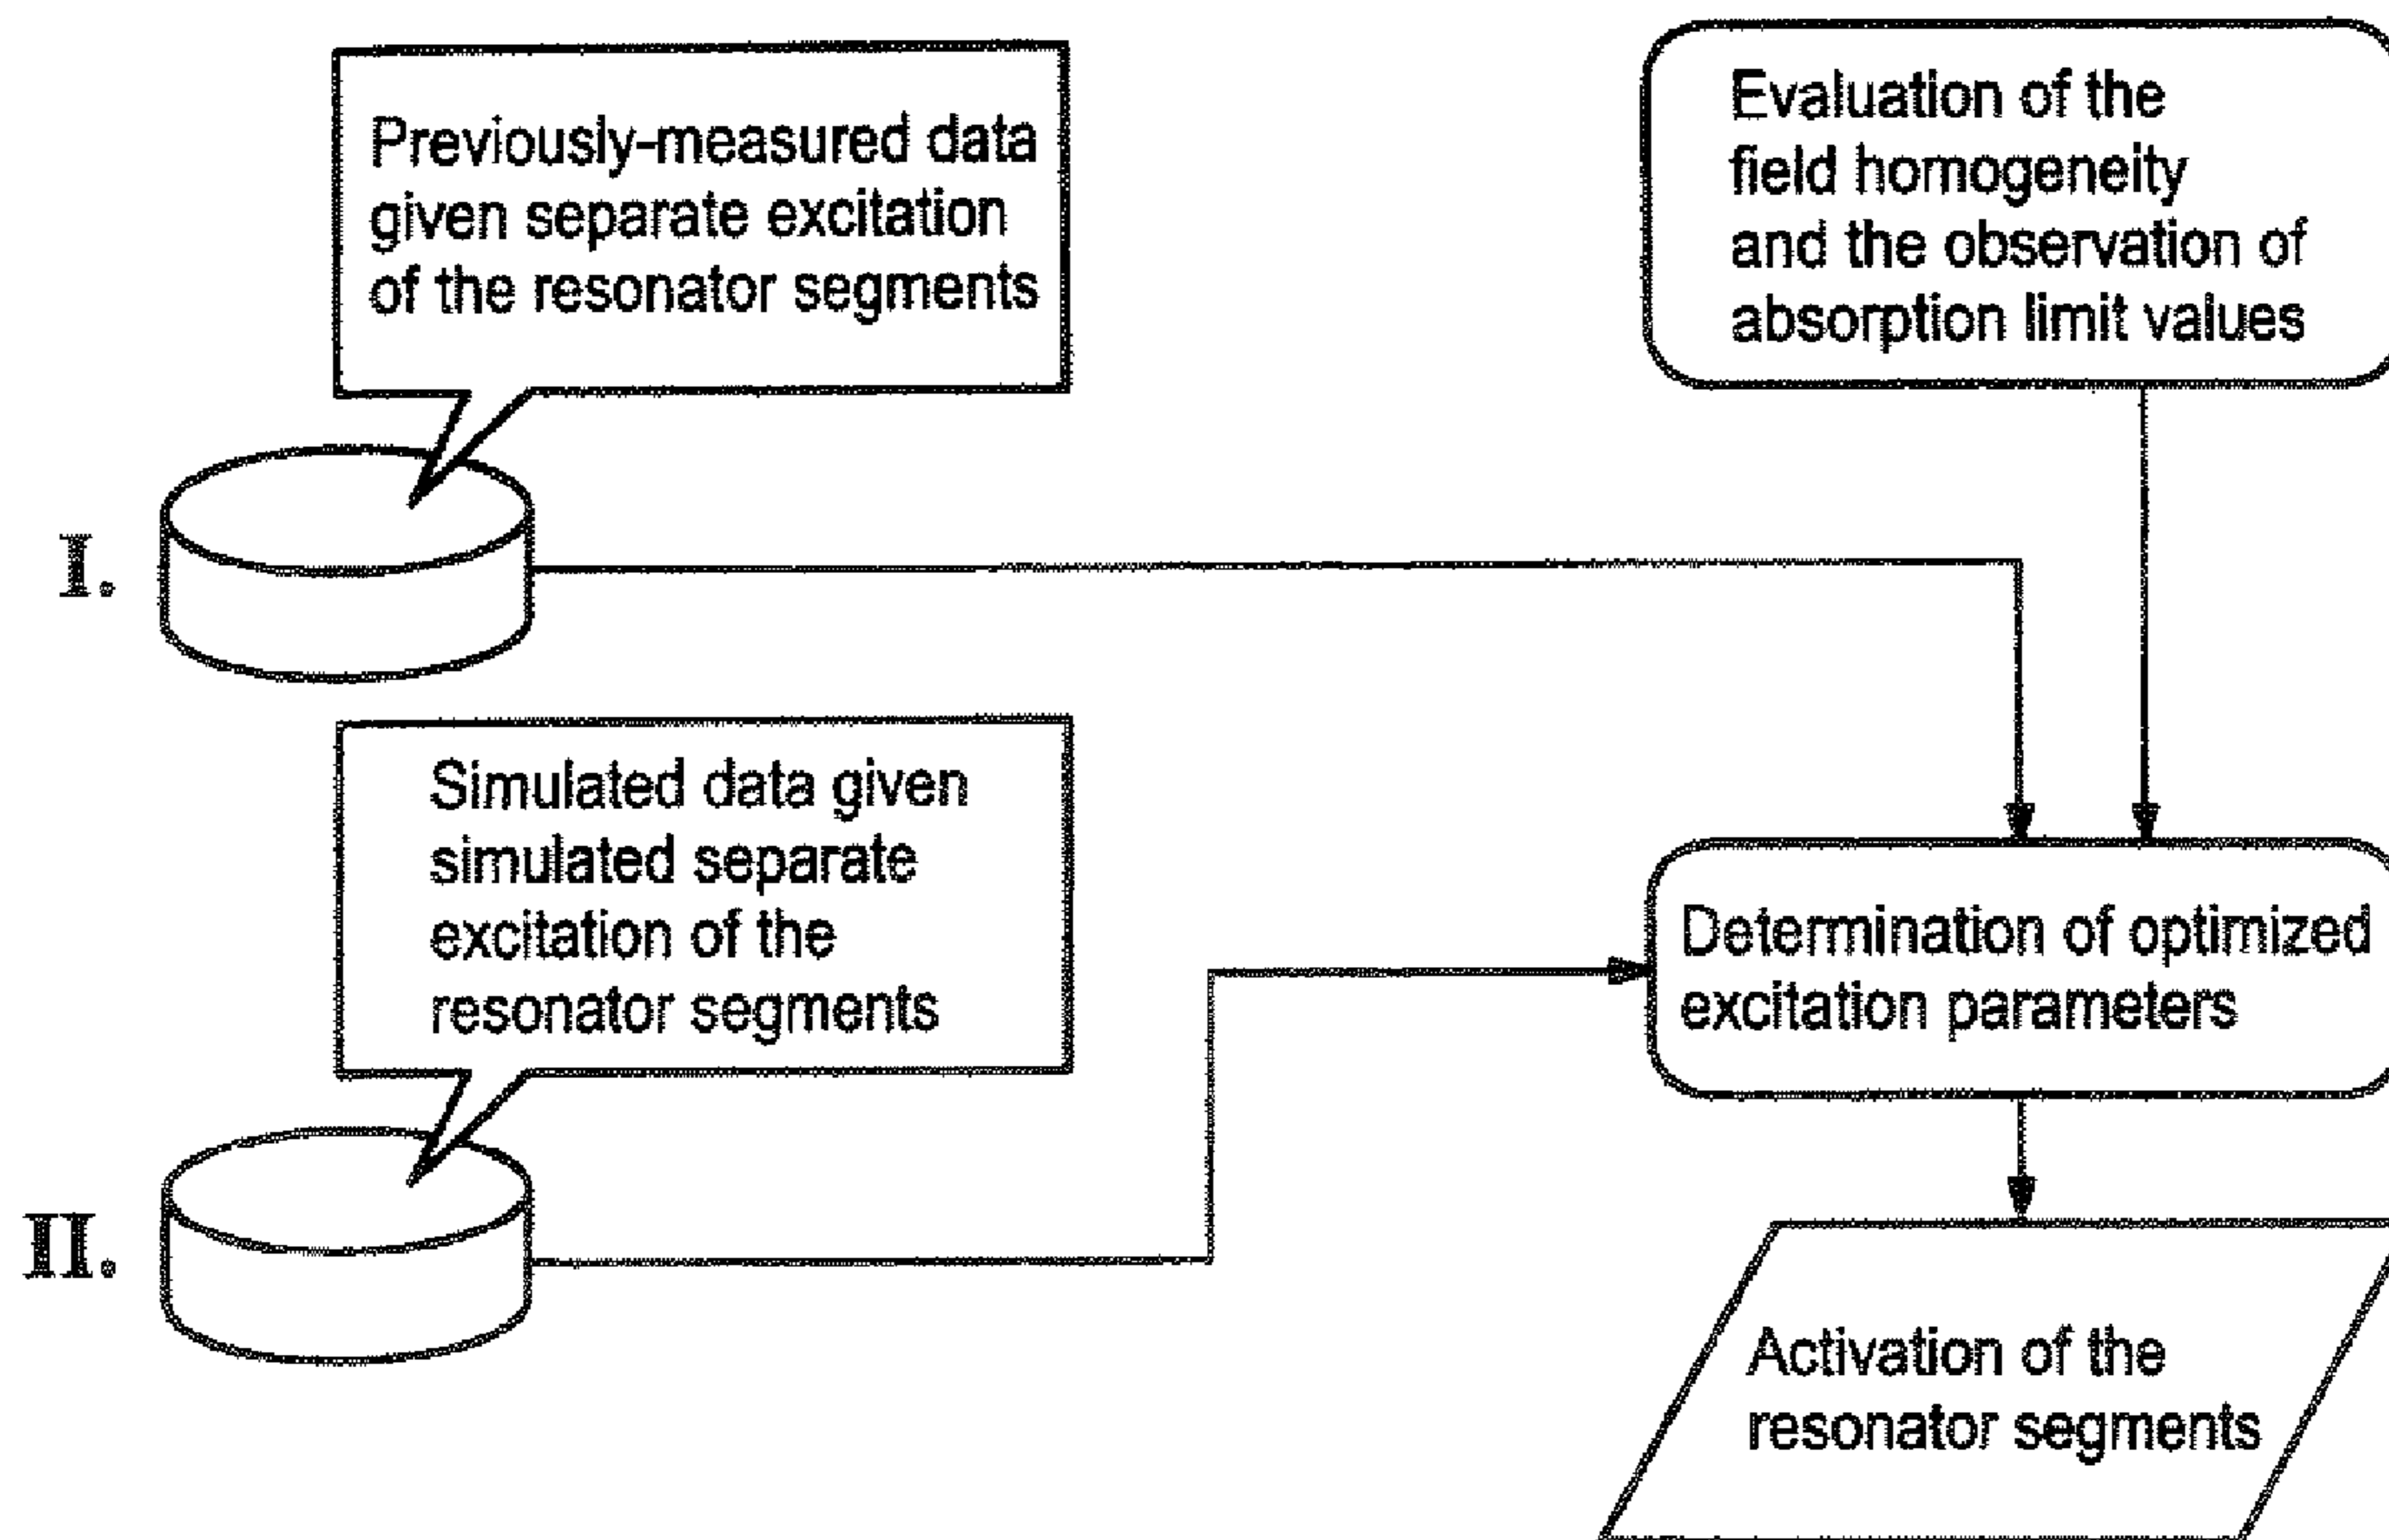 Previously-measured data
given separate excitation
of the resonator segments
Evaluation of the
field homogeneity
and the observation of
absorption limit values
I.
Simulated data given
simulated separate
excitation of the
resonator segments
Determination of optimized
excitation parameters
II.
Activation of the
resonator segments